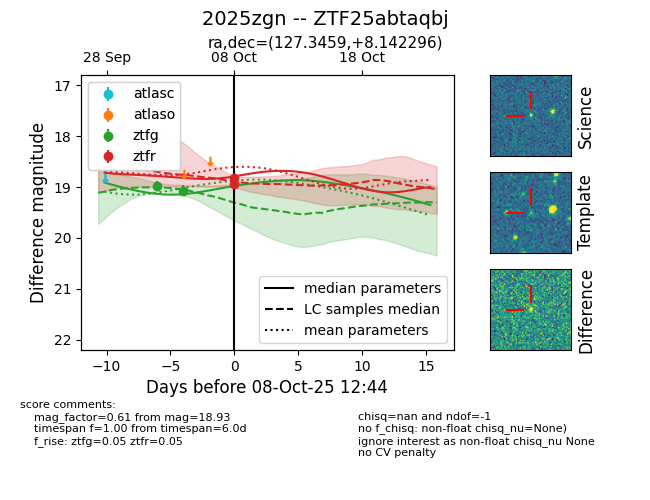 2025zgn -- ZTF25abtaqbj
ra,dec=(127.3459,+8.142296)
28 Sep
08 Oct
18 Oct
17
18
19
20
21
22
Difference magnitude
atlasc
atlaso
ztfg
ztfr
median parameters
LC samples median
mean parameters
−10
−5
0
5
10
15
Days before 08-Oct-25 12:44
Science
Template
Difference
score comments:
mag_factor=0.61 from mag=18.93
timespan f=1.00 from timespan=6.0d
f_rise: ztfg=0.05 ztfr=0.05
chisq=nan and ndof=-1
no f_chisq: non-float chisq_nu=None)
ignore interest as non-float chisq_nu None
no CV penalty